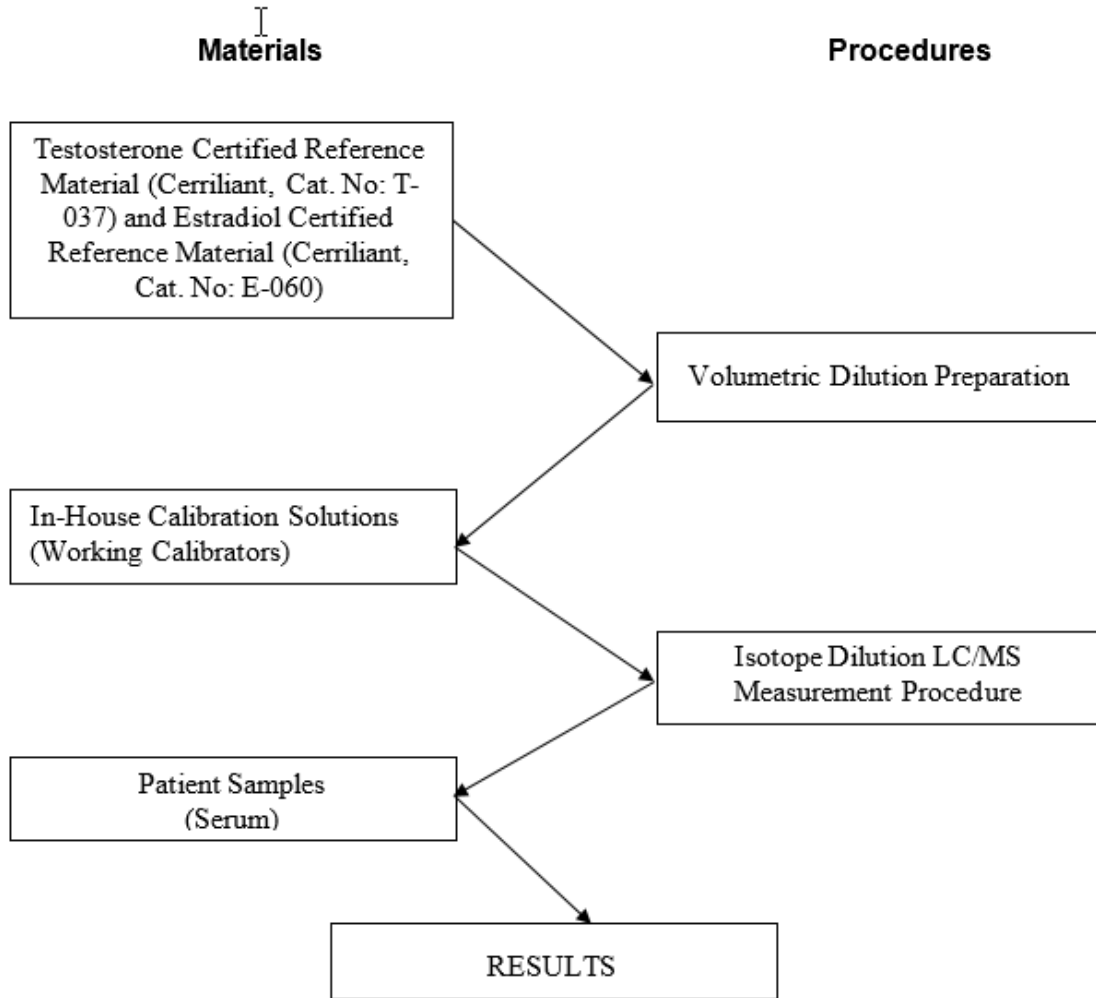 Materials
Procedures
Testosterone Certified Reference
Material (Cerriliant, Cat. No: T-
037) and Estradiol Certified
Reference Material (Cerriliant,
Cat. No: E-060)
Volumetric Dilution Preparation
In-House Calibration Solutions
(Working Calibrators)
Isotope Dilution LC/MS
Measurement Procedure
Patient Samples
(Serum)
RESULTS